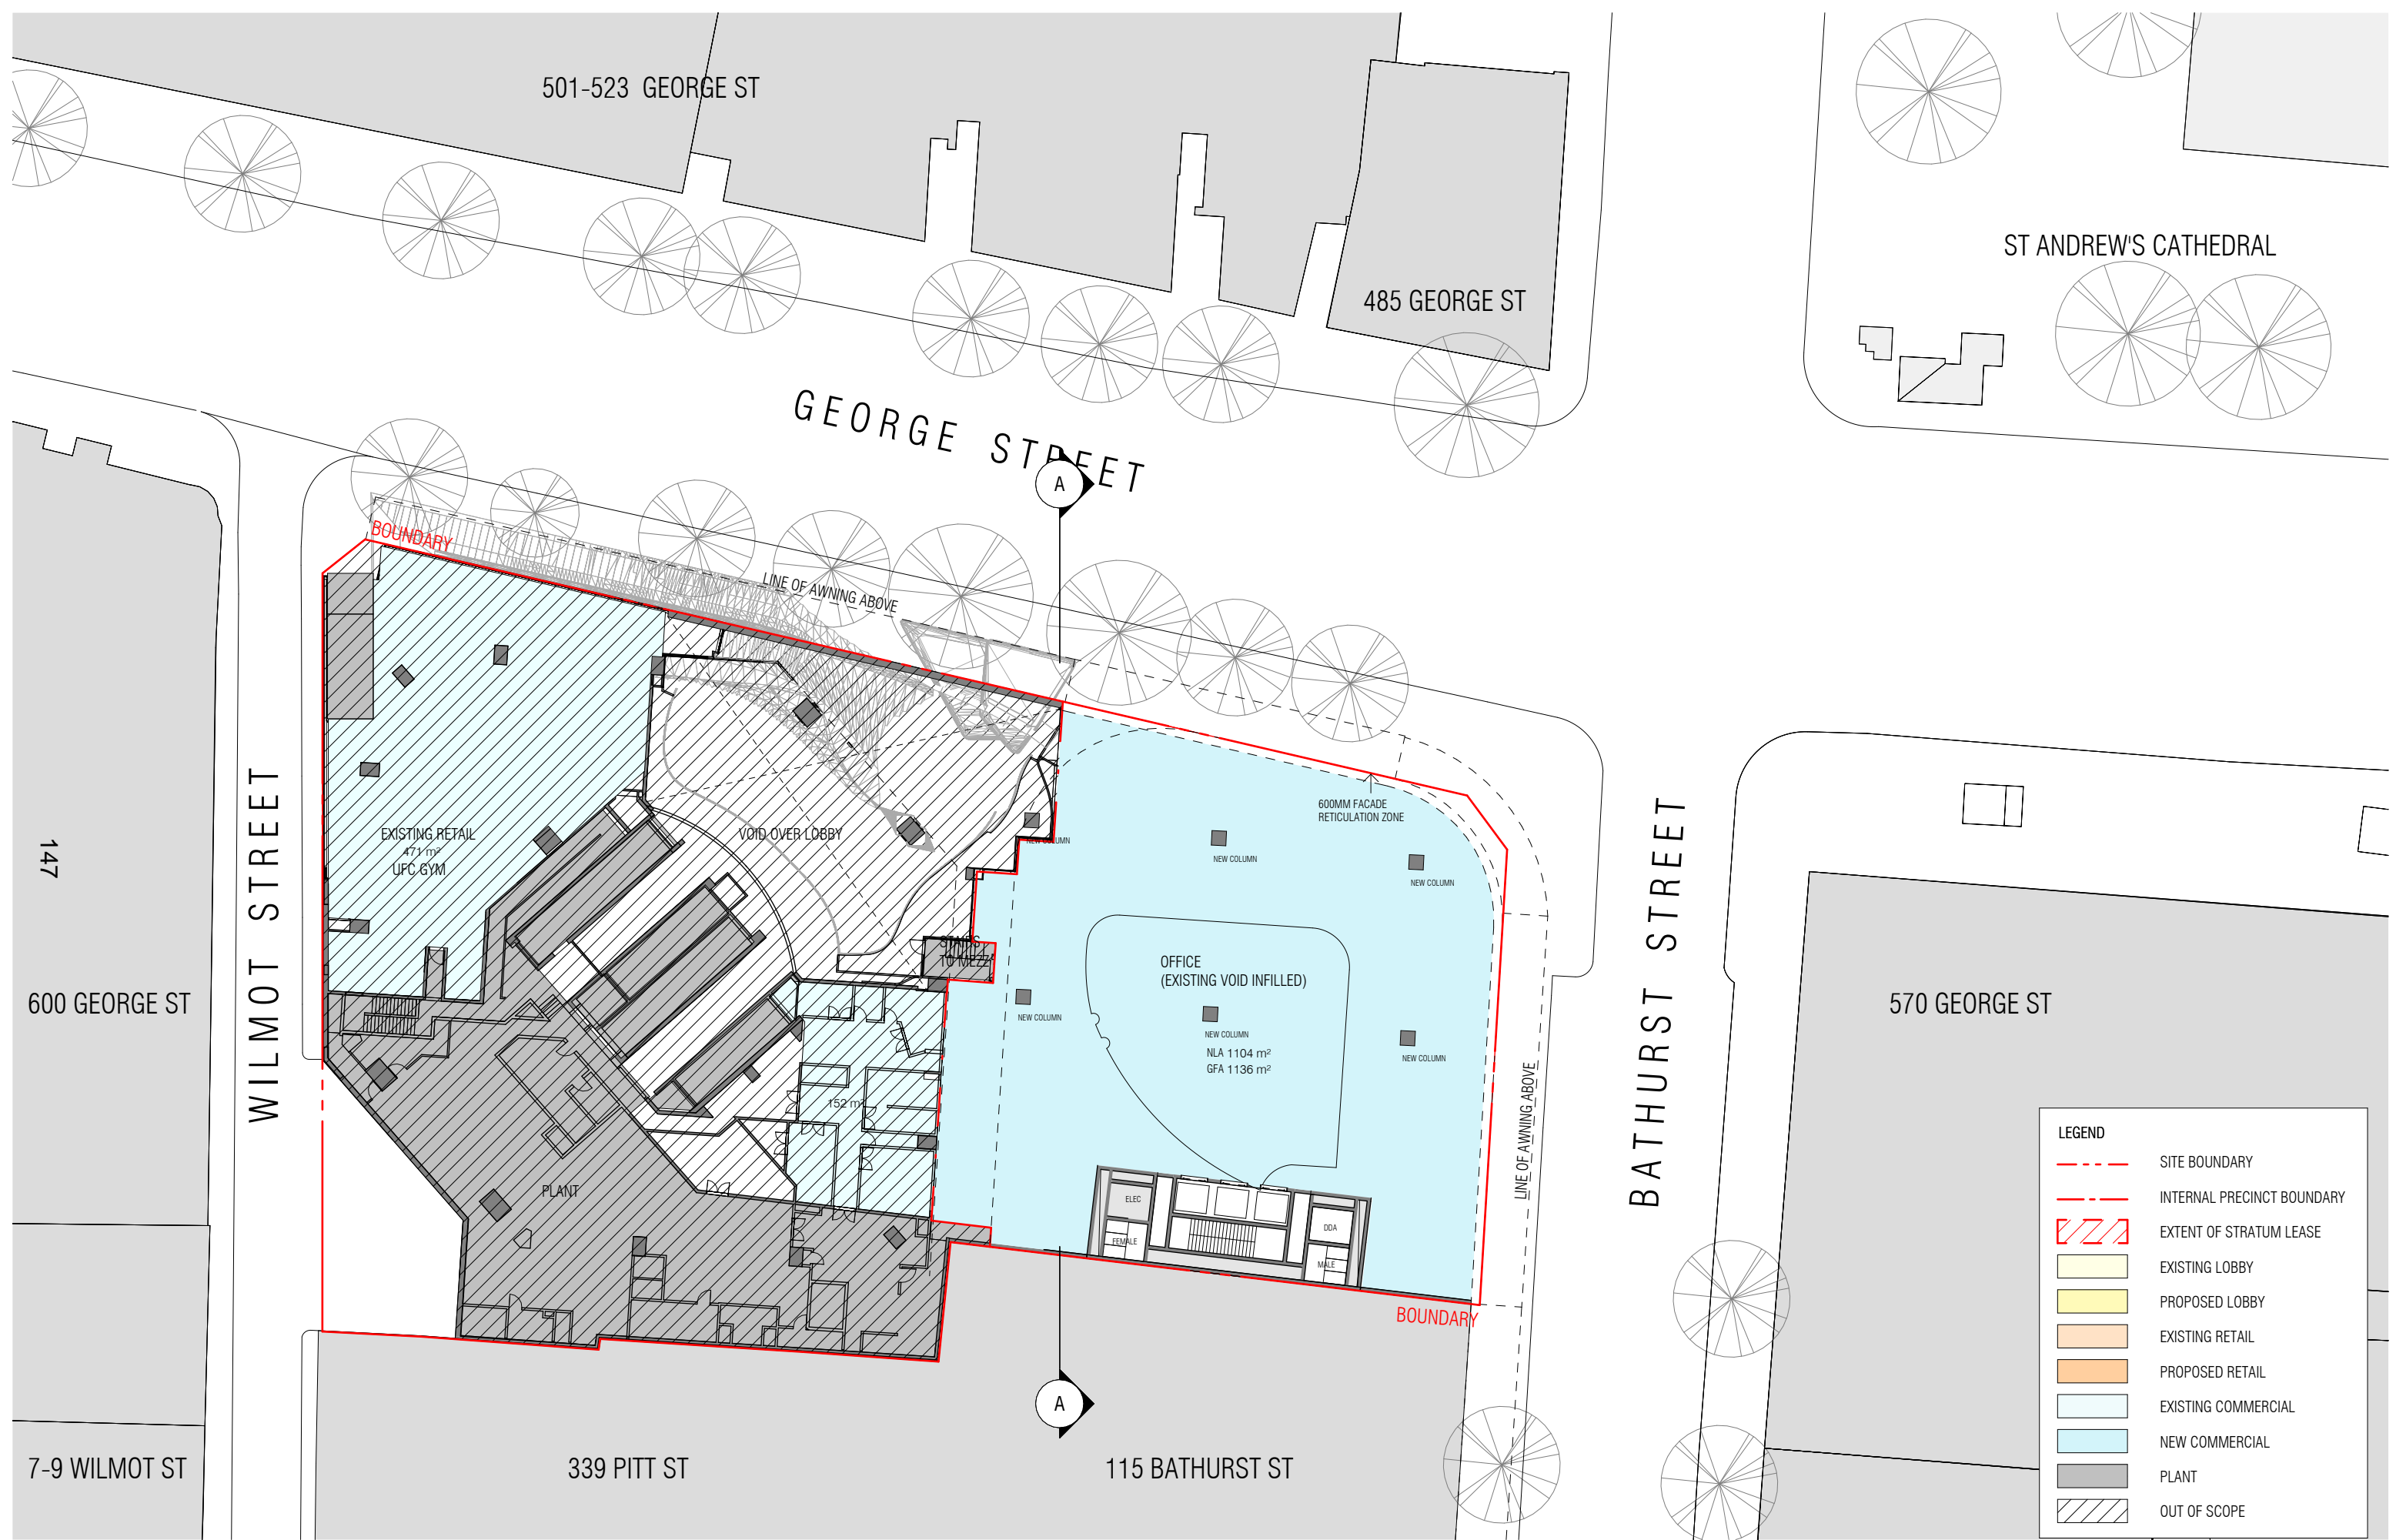 501-523 GEORGE ST
ST ANDREW'S CATHEDRAL
485 GEORGE ST
GEORGE STREET
A
BOUNDARY
LINE OF AWNING ABOVE
600MM FACADE
RETICULATION ZONE
EXISTING RETAIL
471 m²
UFC GYM
VOID OVER LOBBY
NEW COLUMN
NEW COLUMN
NEW COLUMN
147
WILMOT STREET
BATHURST STREET
STAIRS
TO MEZZ
OFFICE
(EXISTING VOID INFILLED)
600 GEORGE ST
570 GEORGE ST
NEW COLUMN
NEW COLUMN
NEW COLUMN
NLA 1104 m²
GFA 1136 m²
152 m²
LINE OF AWNING ABOVE
PLANT
ELEC
FEMALE
DDA
MALE
BOUNDARY
A
7-9 WILMOT ST
339 PITT ST
115 BATHURST ST
LEGEND
SITE BOUNDARY
INTERNAL PRECINCT BOUNDARY
EXTENT OF STRATUM LEASE
EXISTING LOBBY
PROPOSED LOBBY
EXISTING RETAIL
PROPOSED RETAIL
EXISTING COMMERCIAL
NEW COMMERCIAL
PLANT
OUT OF SCOPE